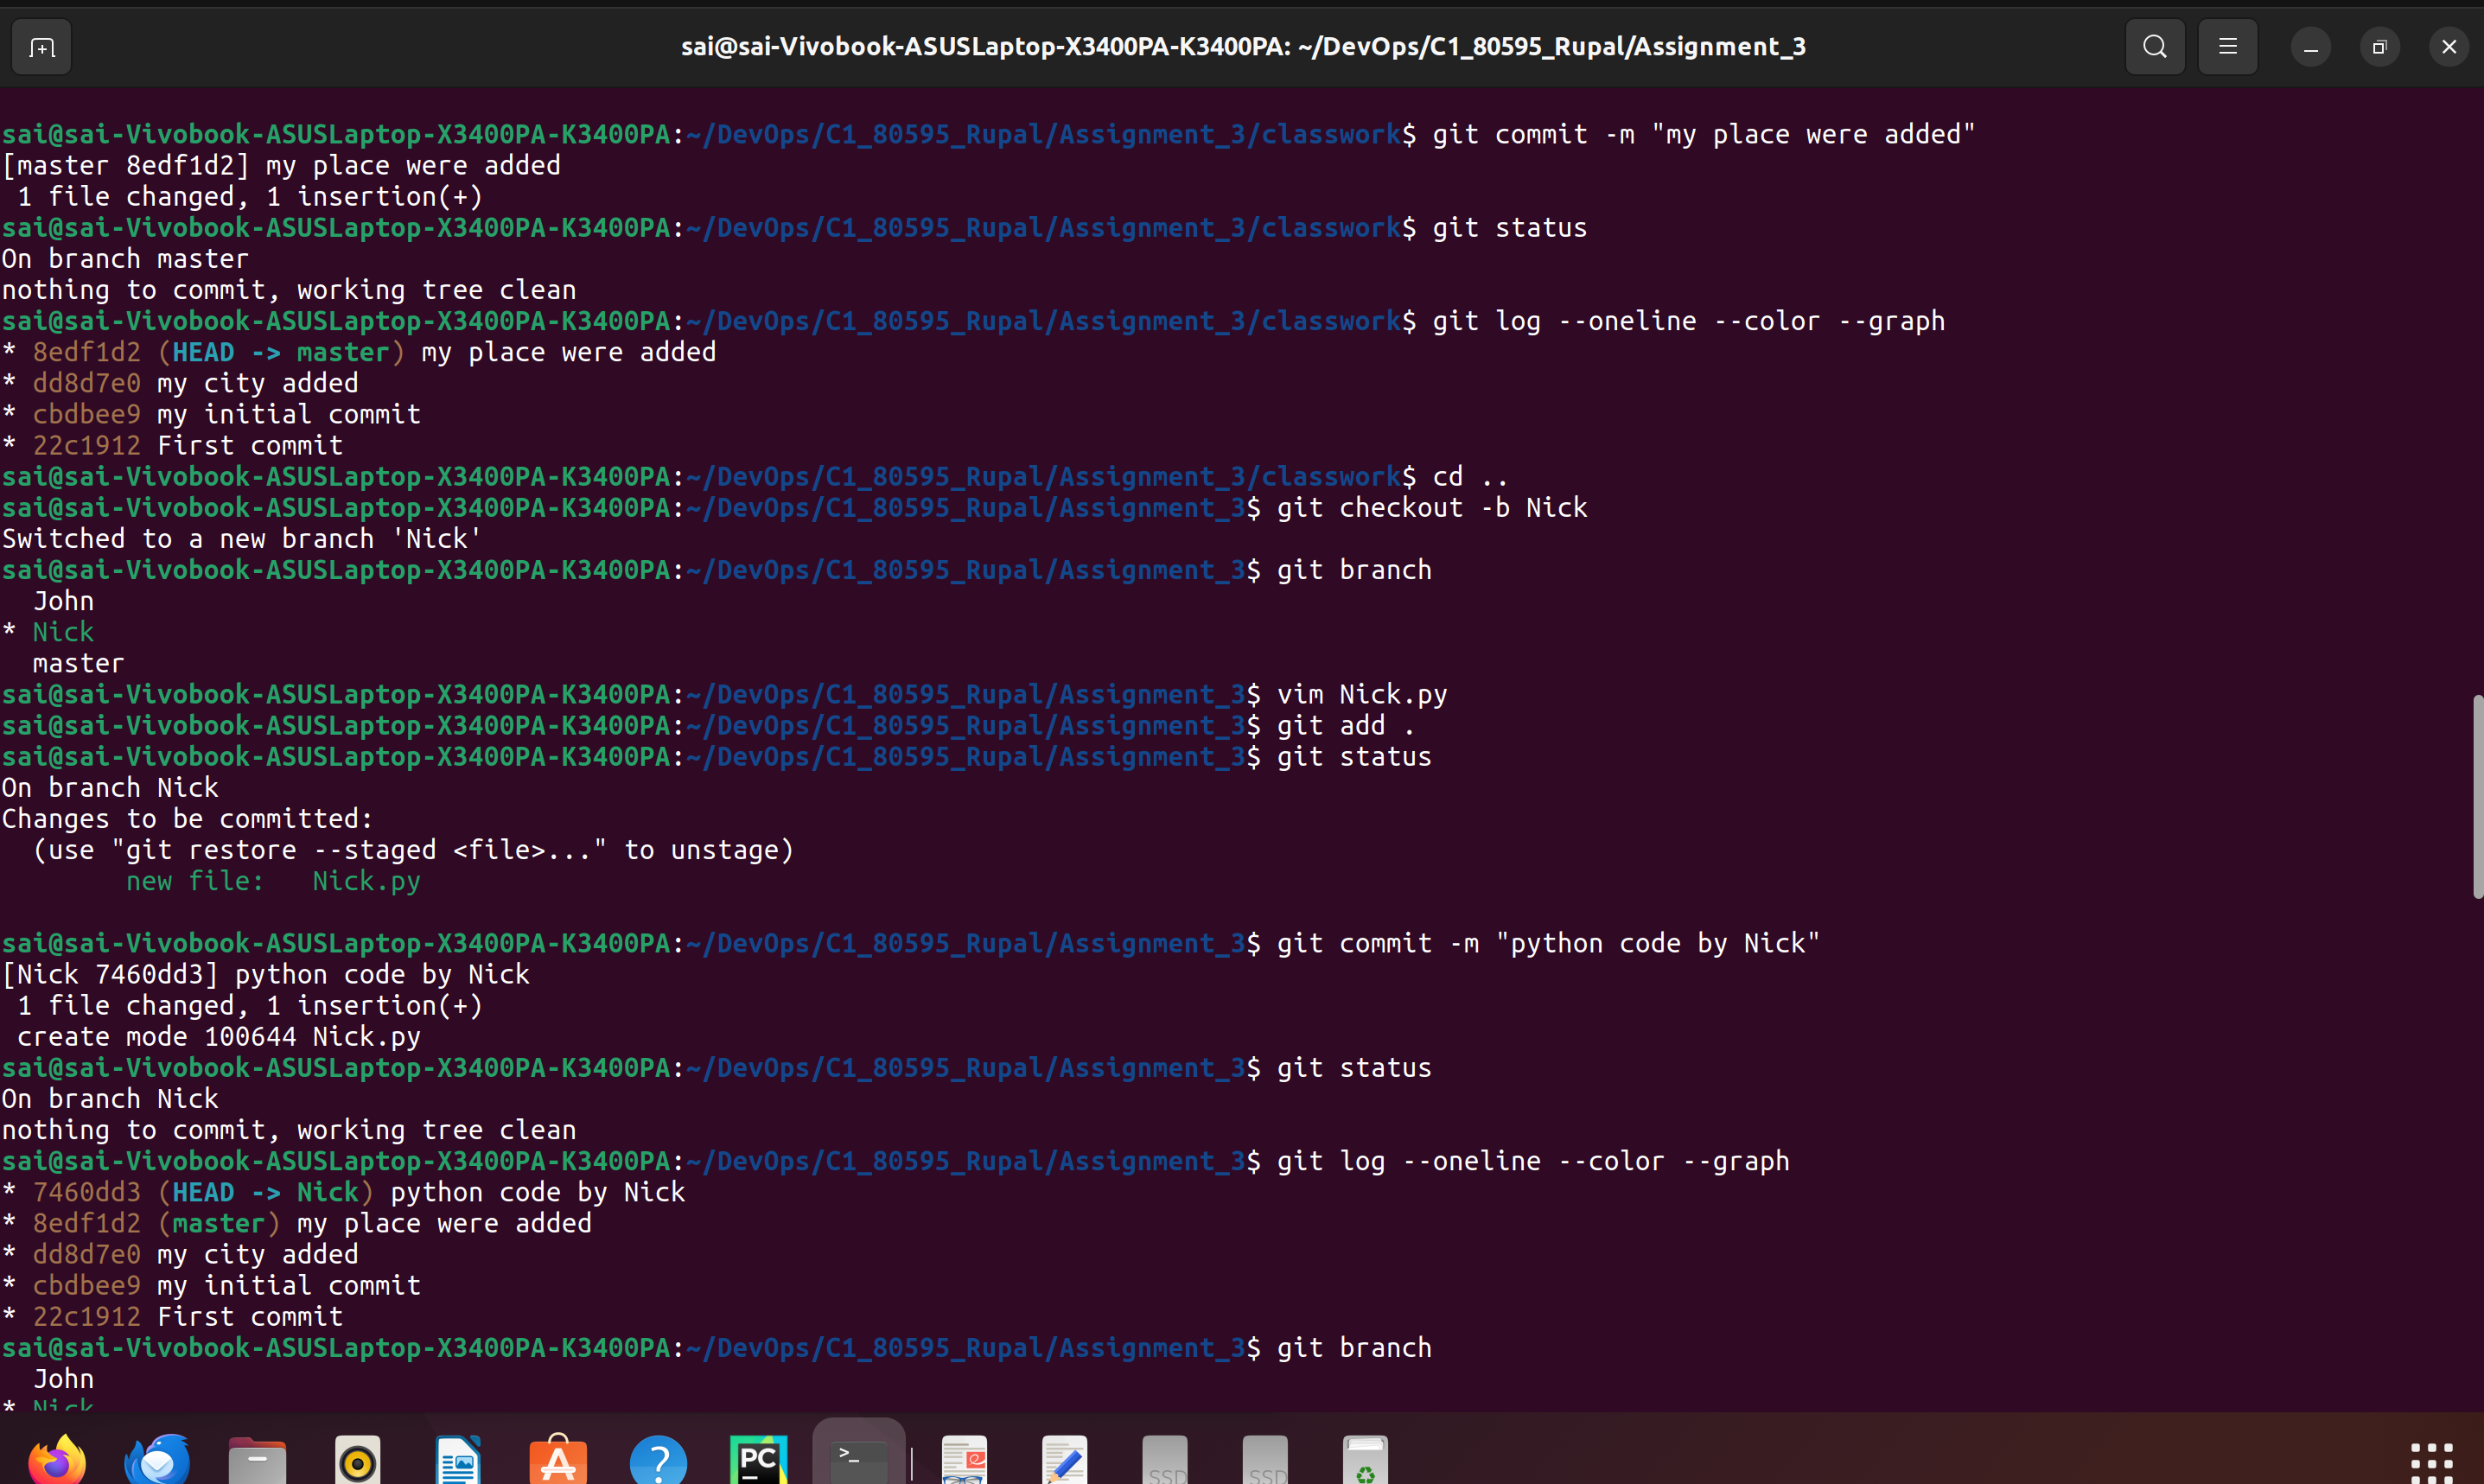 sai@sai-Vivobook-ASUSLaptop-X3400PA-K3400PA: ~/DevOps/C1_80595_Rupal/Assignment_3
sai@sai-Vivobook-ASUSLaptop-X3400PA-K3400PA:~/DevOps/C1_80595_Rupal/Assignment_3/classwork$ git commit -m "my place were added"
[master 8edf1d2] my place were added
 1 file changed, 1 insertion(+)
sai@sai-Vivobook-ASUSLaptop-X3400PA-K3400PA:~/DevOps/C1_80595_Rupal/Assignment_3/classwork$ git status
On branch master
nothing to commit, working tree clean
sai@sai-Vivobook-ASUSLaptop-X3400PA-K3400PA:~/DevOps/C1_80595_Rupal/Assignment_3/classwork$ git log --oneline --color --graph
* 8edf1d2 (HEAD -> master) my place were added
* dd8d7e0 my city added
* cbdbee9 my initial commit
* 22c1912 First commit
sai@sai-Vivobook-ASUSLaptop-X3400PA-K3400PA:~/DevOps/C1_80595_Rupal/Assignment_3/classwork$ cd ..
sai@sai-Vivobook-ASUSLaptop-X3400PA-K3400PA:~/DevOps/C1_80595_Rupal/Assignment_3$ git checkout -b Nick
Switched to a new branch 'Nick'
sai@sai-Vivobook-ASUSLaptop-X3400PA-K3400PA:~/DevOps/C1_80595_Rupal/Assignment_3$ git branch
  John
* Nick
  master
sai@sai-Vivobook-ASUSLaptop-X3400PA-K3400PA:~/DevOps/C1_80595_Rupal/Assignment_3$ vim Nick.py
sai@sai-Vivobook-ASUSLaptop-X3400PA-K3400PA:~/DevOps/C1_80595_Rupal/Assignment_3$ git add .
sai@sai-Vivobook-ASUSLaptop-X3400PA-K3400PA:~/DevOps/C1_80595_Rupal/Assignment_3$ git status
On branch Nick
Changes to be committed:
  (use "git restore --staged <file>..." to unstage)
        new file:   Nick.py
sai@sai-Vivobook-ASUSLaptop-X3400PA-K3400PA:~/DevOps/C1_80595_Rupal/Assignment_3$ git commit -m "python code by Nick"
[Nick 7460dd3] python code by Nick
 1 file changed, 1 insertion(+)
 create mode 100644 Nick.py
sai@sai-Vivobook-ASUSLaptop-X3400PA-K3400PA:~/DevOps/C1_80595_Rupal/Assignment_3$ git status
On branch Nick
nothing to commit, working tree clean
sai@sai-Vivobook-ASUSLaptop-X3400PA-K3400PA:~/DevOps/C1_80595_Rupal/Assignment_3$ git log --oneline --color --graph
* 7460dd3 (HEAD -> Nick) python code by Nick
* 8edf1d2 (master) my place were added
* dd8d7e0 my city added
* cbdbee9 my initial commit
* 22c1912 First commit
sai@sai-Vivobook-ASUSLaptop-X3400PA-K3400PA:~/DevOps/C1_80595_Rupal/Assignment_3$ git branch
  John
* Nick
PC
>_
SSD
SSD